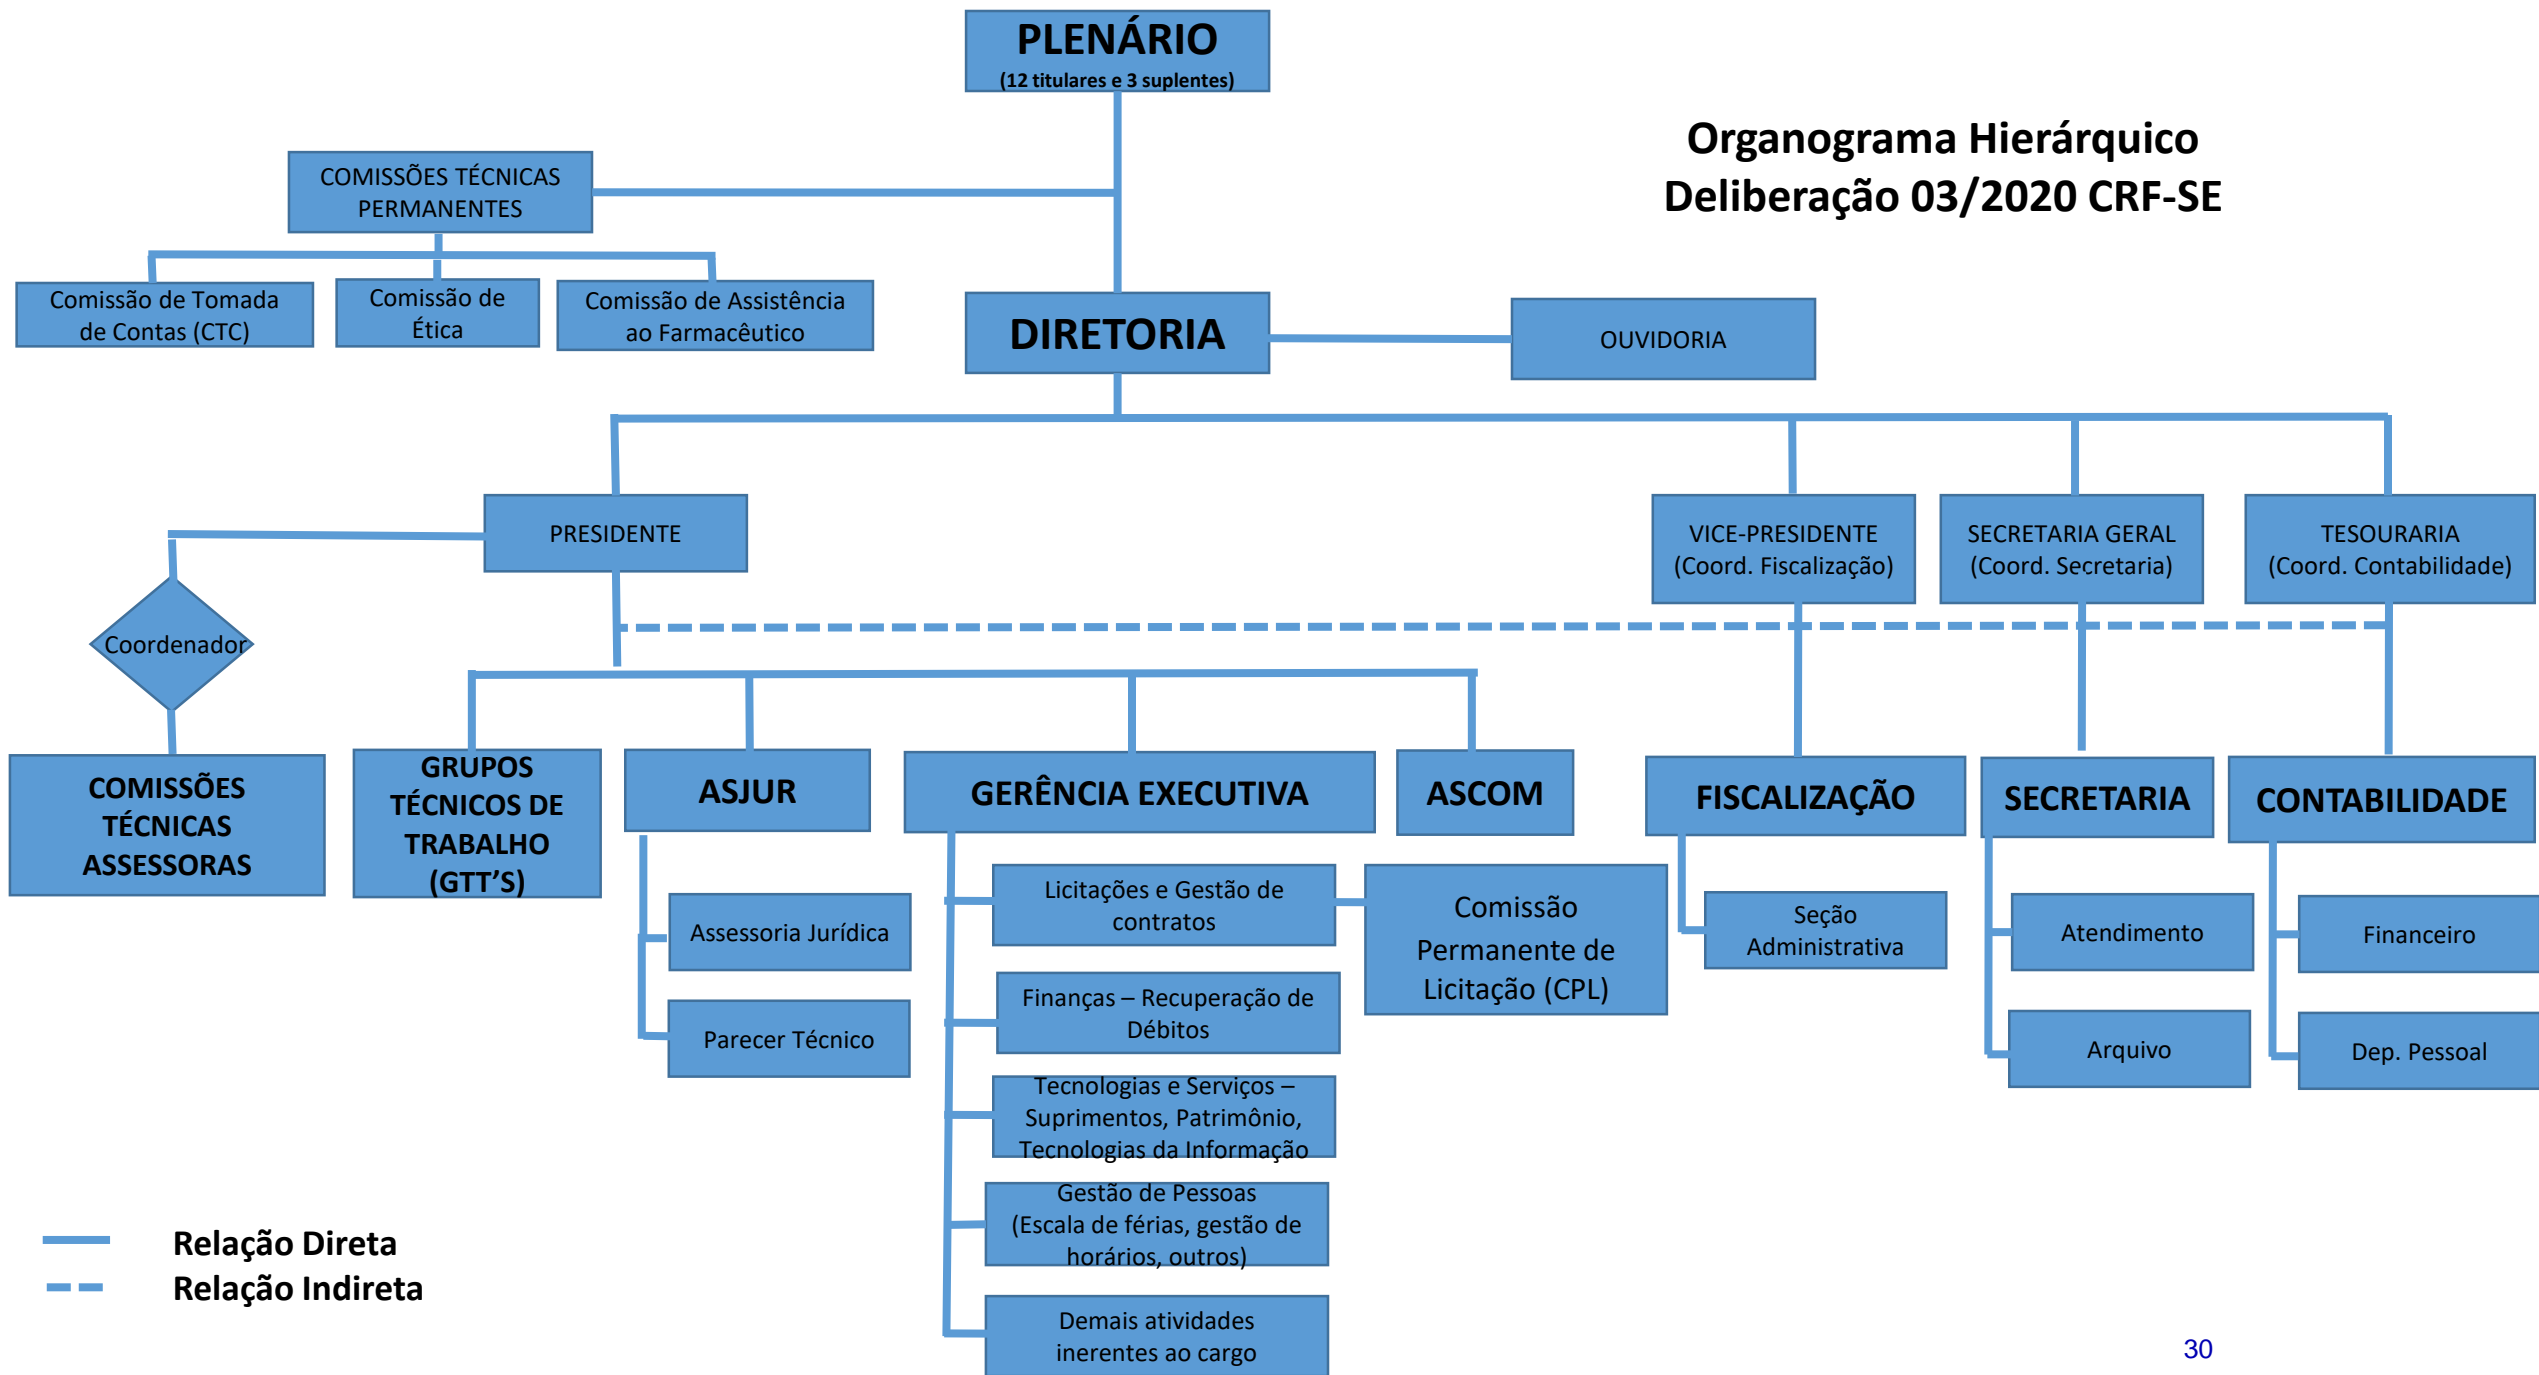 PLENÁRIO
(12 titulares e 3 suplentes)
Organograma Hierárquico
Deliberação 03/2020 CRF-SE
COMISSÕES TÉCNICAS
PERMANENTES
Comissão de Tomada
de Contas (CTC)
Comissão de
Ética
Comissão de Assistência
ao Farmacêutico
DIRETORIA
OUVIDORIA
PRESIDENTE
VICE-PRESIDENTE
(Coord. Fiscalização)
SECRETARIA GERAL
(Coord. Secretaria)
TESOURARIA
(Coord. Contabilidade)
Coordenador
COMISSÕES
TÉCNICAS
ASSESSORAS
GRUPOS
TÉCNICOS DE
TRABALHO
(GTT’S)
ASJUR
GERÊNCIA EXECUTIVA
ASCOM
FISCALIZAÇÃO
SECRETARIA
CONTABILIDADE
Assessoria Jurídica
Parecer Técnico
Licitações e Gestão de
contratos
Comissão
Permanente de
Licitação (CPL)
Finanças – Recuperação de
Débitos
Tecnologias e Serviços –
Suprimentos, Patrimônio,
Tecnologias da Informação
Gestão de Pessoas
(Escala de férias, gestão de
horários, outros)
Demais atividades
inerentes ao cargo
Seção
Administrativa
Atendimento
Arquivo
Financeiro
Dep. Pessoal
Relação Direta
Relação Indireta
30